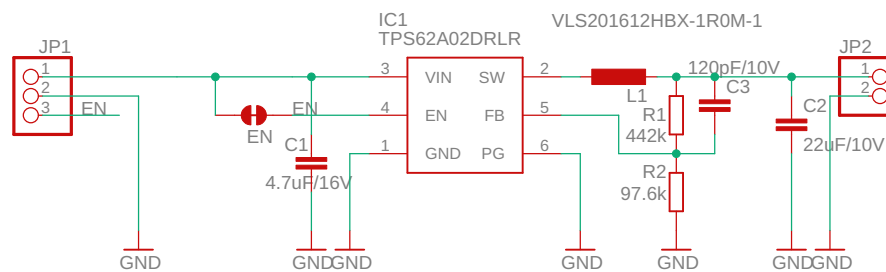 IC1
VLS201612HBX-1R0M-1
JP1
TPS62A02DRLR
JP2
120pF/10V
1
3
VIN
SW
2
1
2
L1
C3
2
3
EN
EN
4
EN
FB
5
R1
C2
EN
442k
C1
22uF/10V
1
GND
PG
6
R2
4.7uF/16V
97.6k
GND
GND
GND
GND
GND
GND
GND